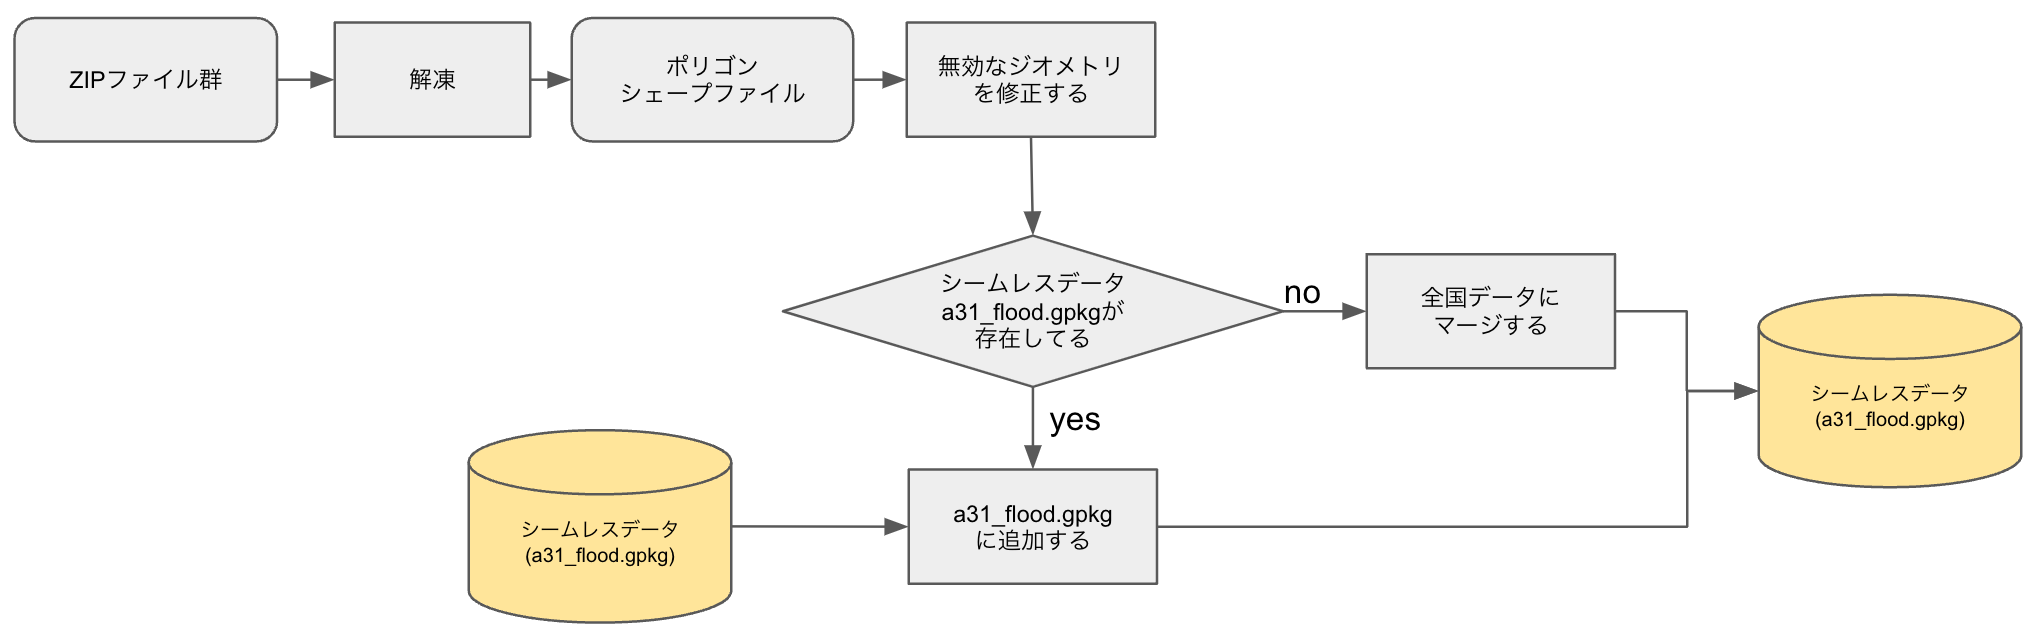 ZIPファイル群
解凍
ポリゴン
シェープファイル
無効なジオメトリ
を修正する
シームレスデータ
a31_flood.gpkgが
存在してる
no
全国データに
マージする
yes
シームレスデータ
(a31_flood.gpkg)
a31_flood.gpkg
に追加する
シームレスデータ
(a31_flood.gpkg)